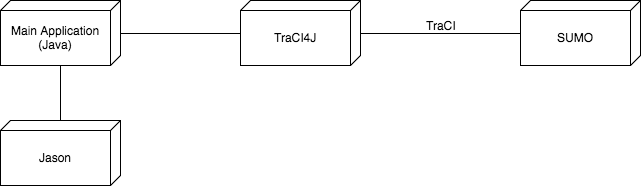 Main Application
(Java)
TraCI4J
TraCI
SUMO
Jason